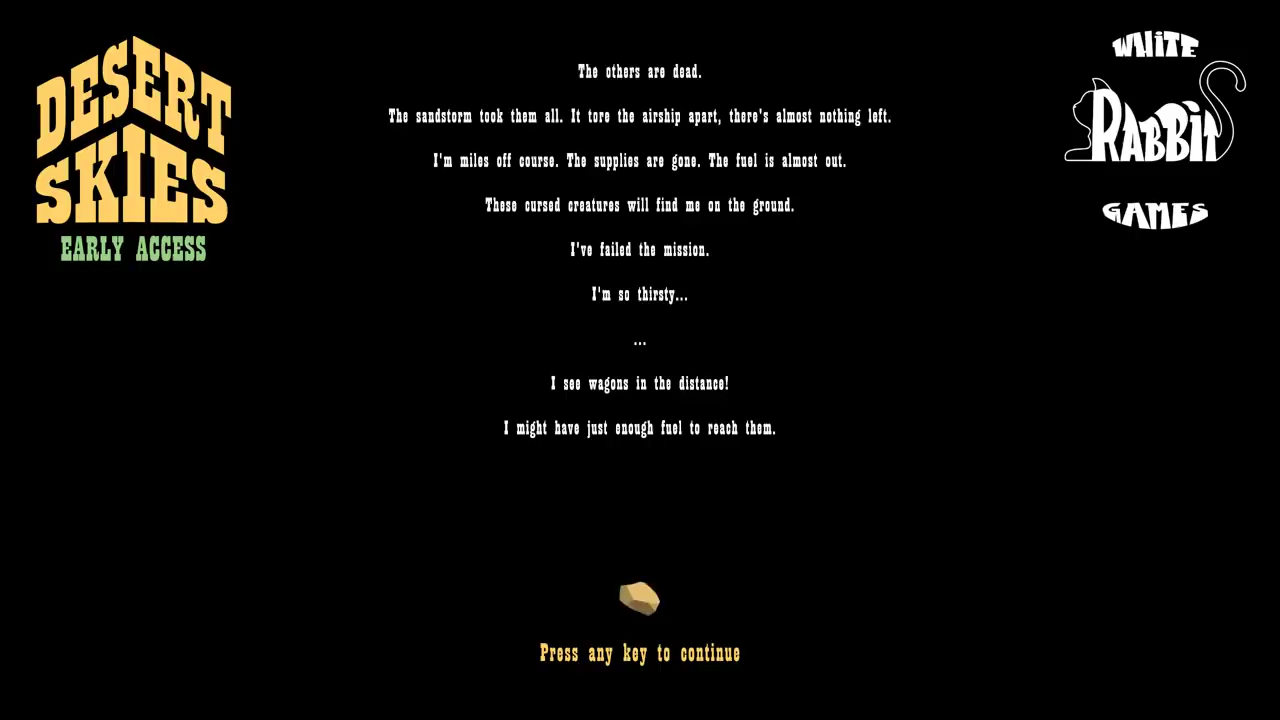 DESERT
SKIES
EARLY ACCESS
The others are dead.
The sandstorm took them all. It tore the airship apart, there's almost nothing left.
I'm miles off course. The supplies are gone. The fuel is almost out.
These cursed creatures will find me on the ground.
I've failed the mission.
I'm so thirsty...
...
I see wagons in the distance!
I might have just enough fuel to reach them.
Press any key to continue
WHITE
RABBIT
GAMES